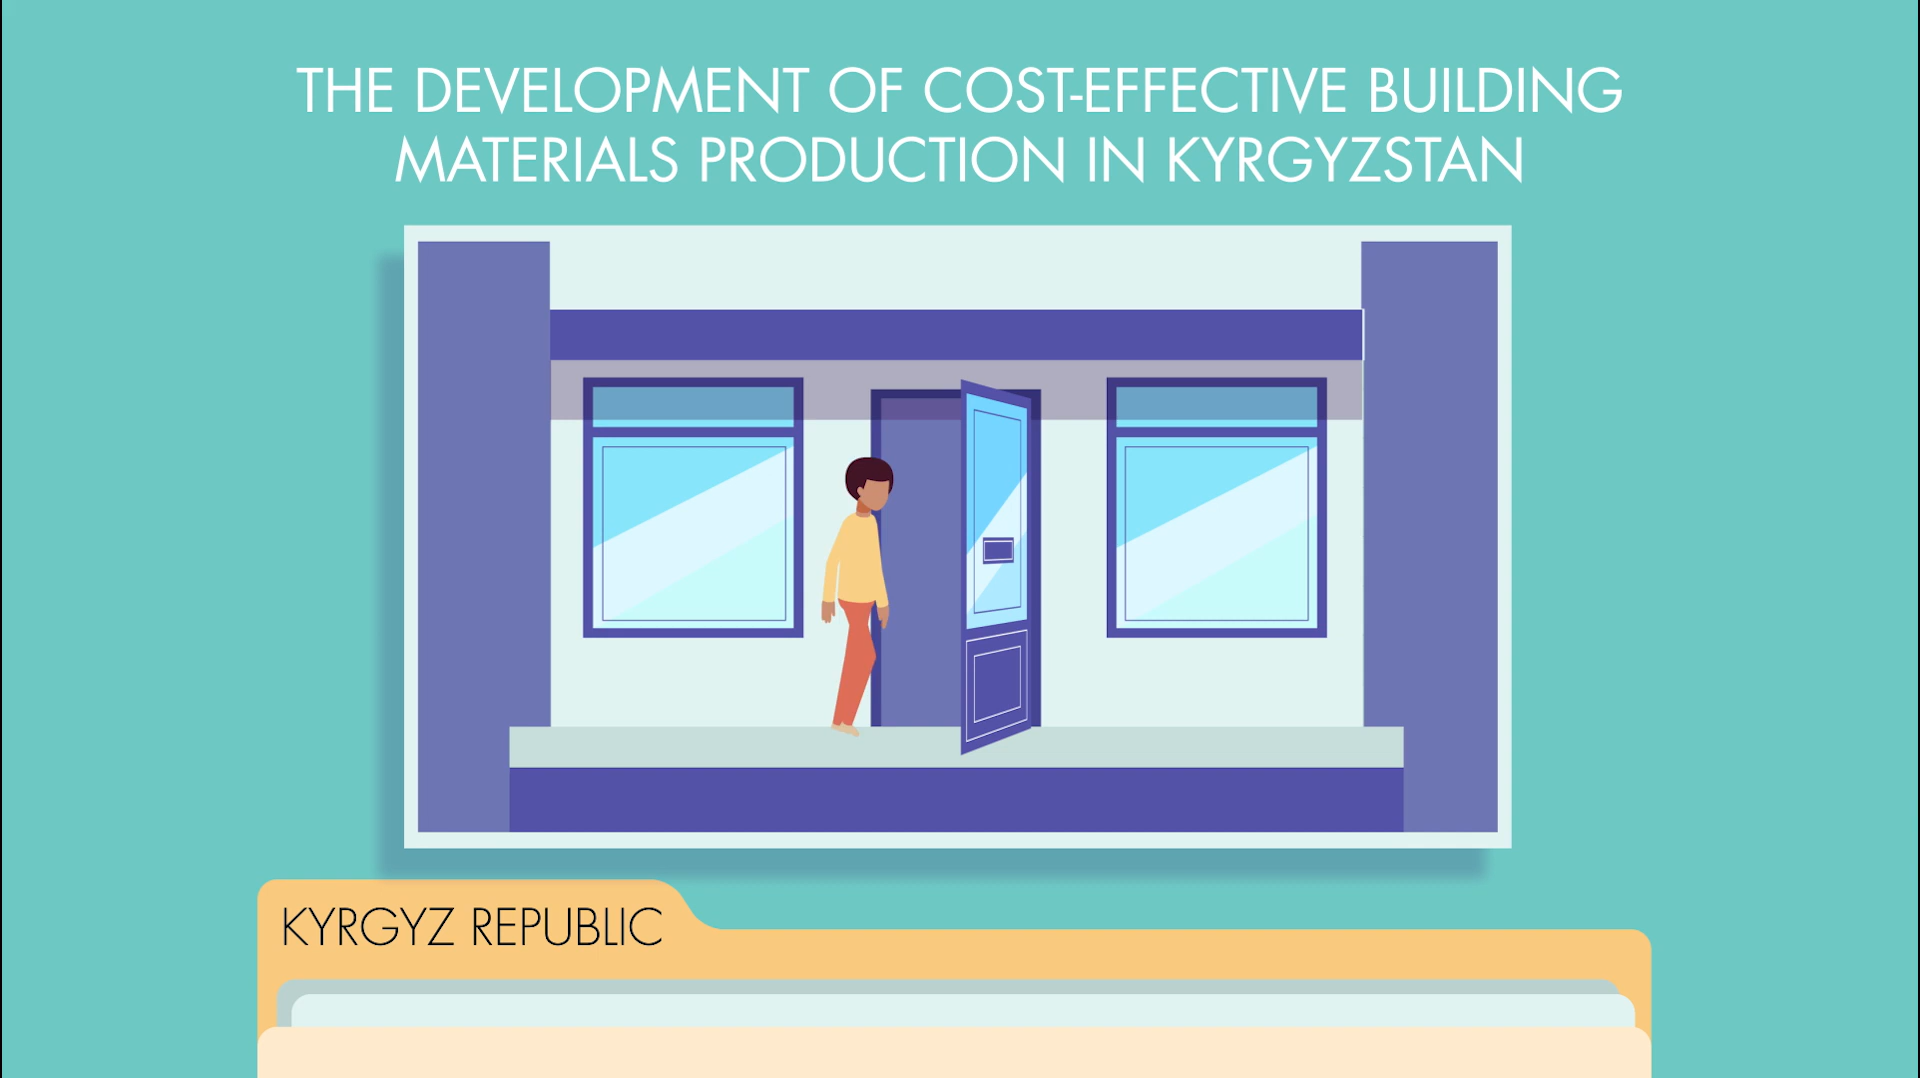 THE DEVELOPMENT OF COST-EFFECTIVE BUILDING
MATERIALS PRODUCTION IN KYRGYZSTAN
KYRGYZ REPUBLIC